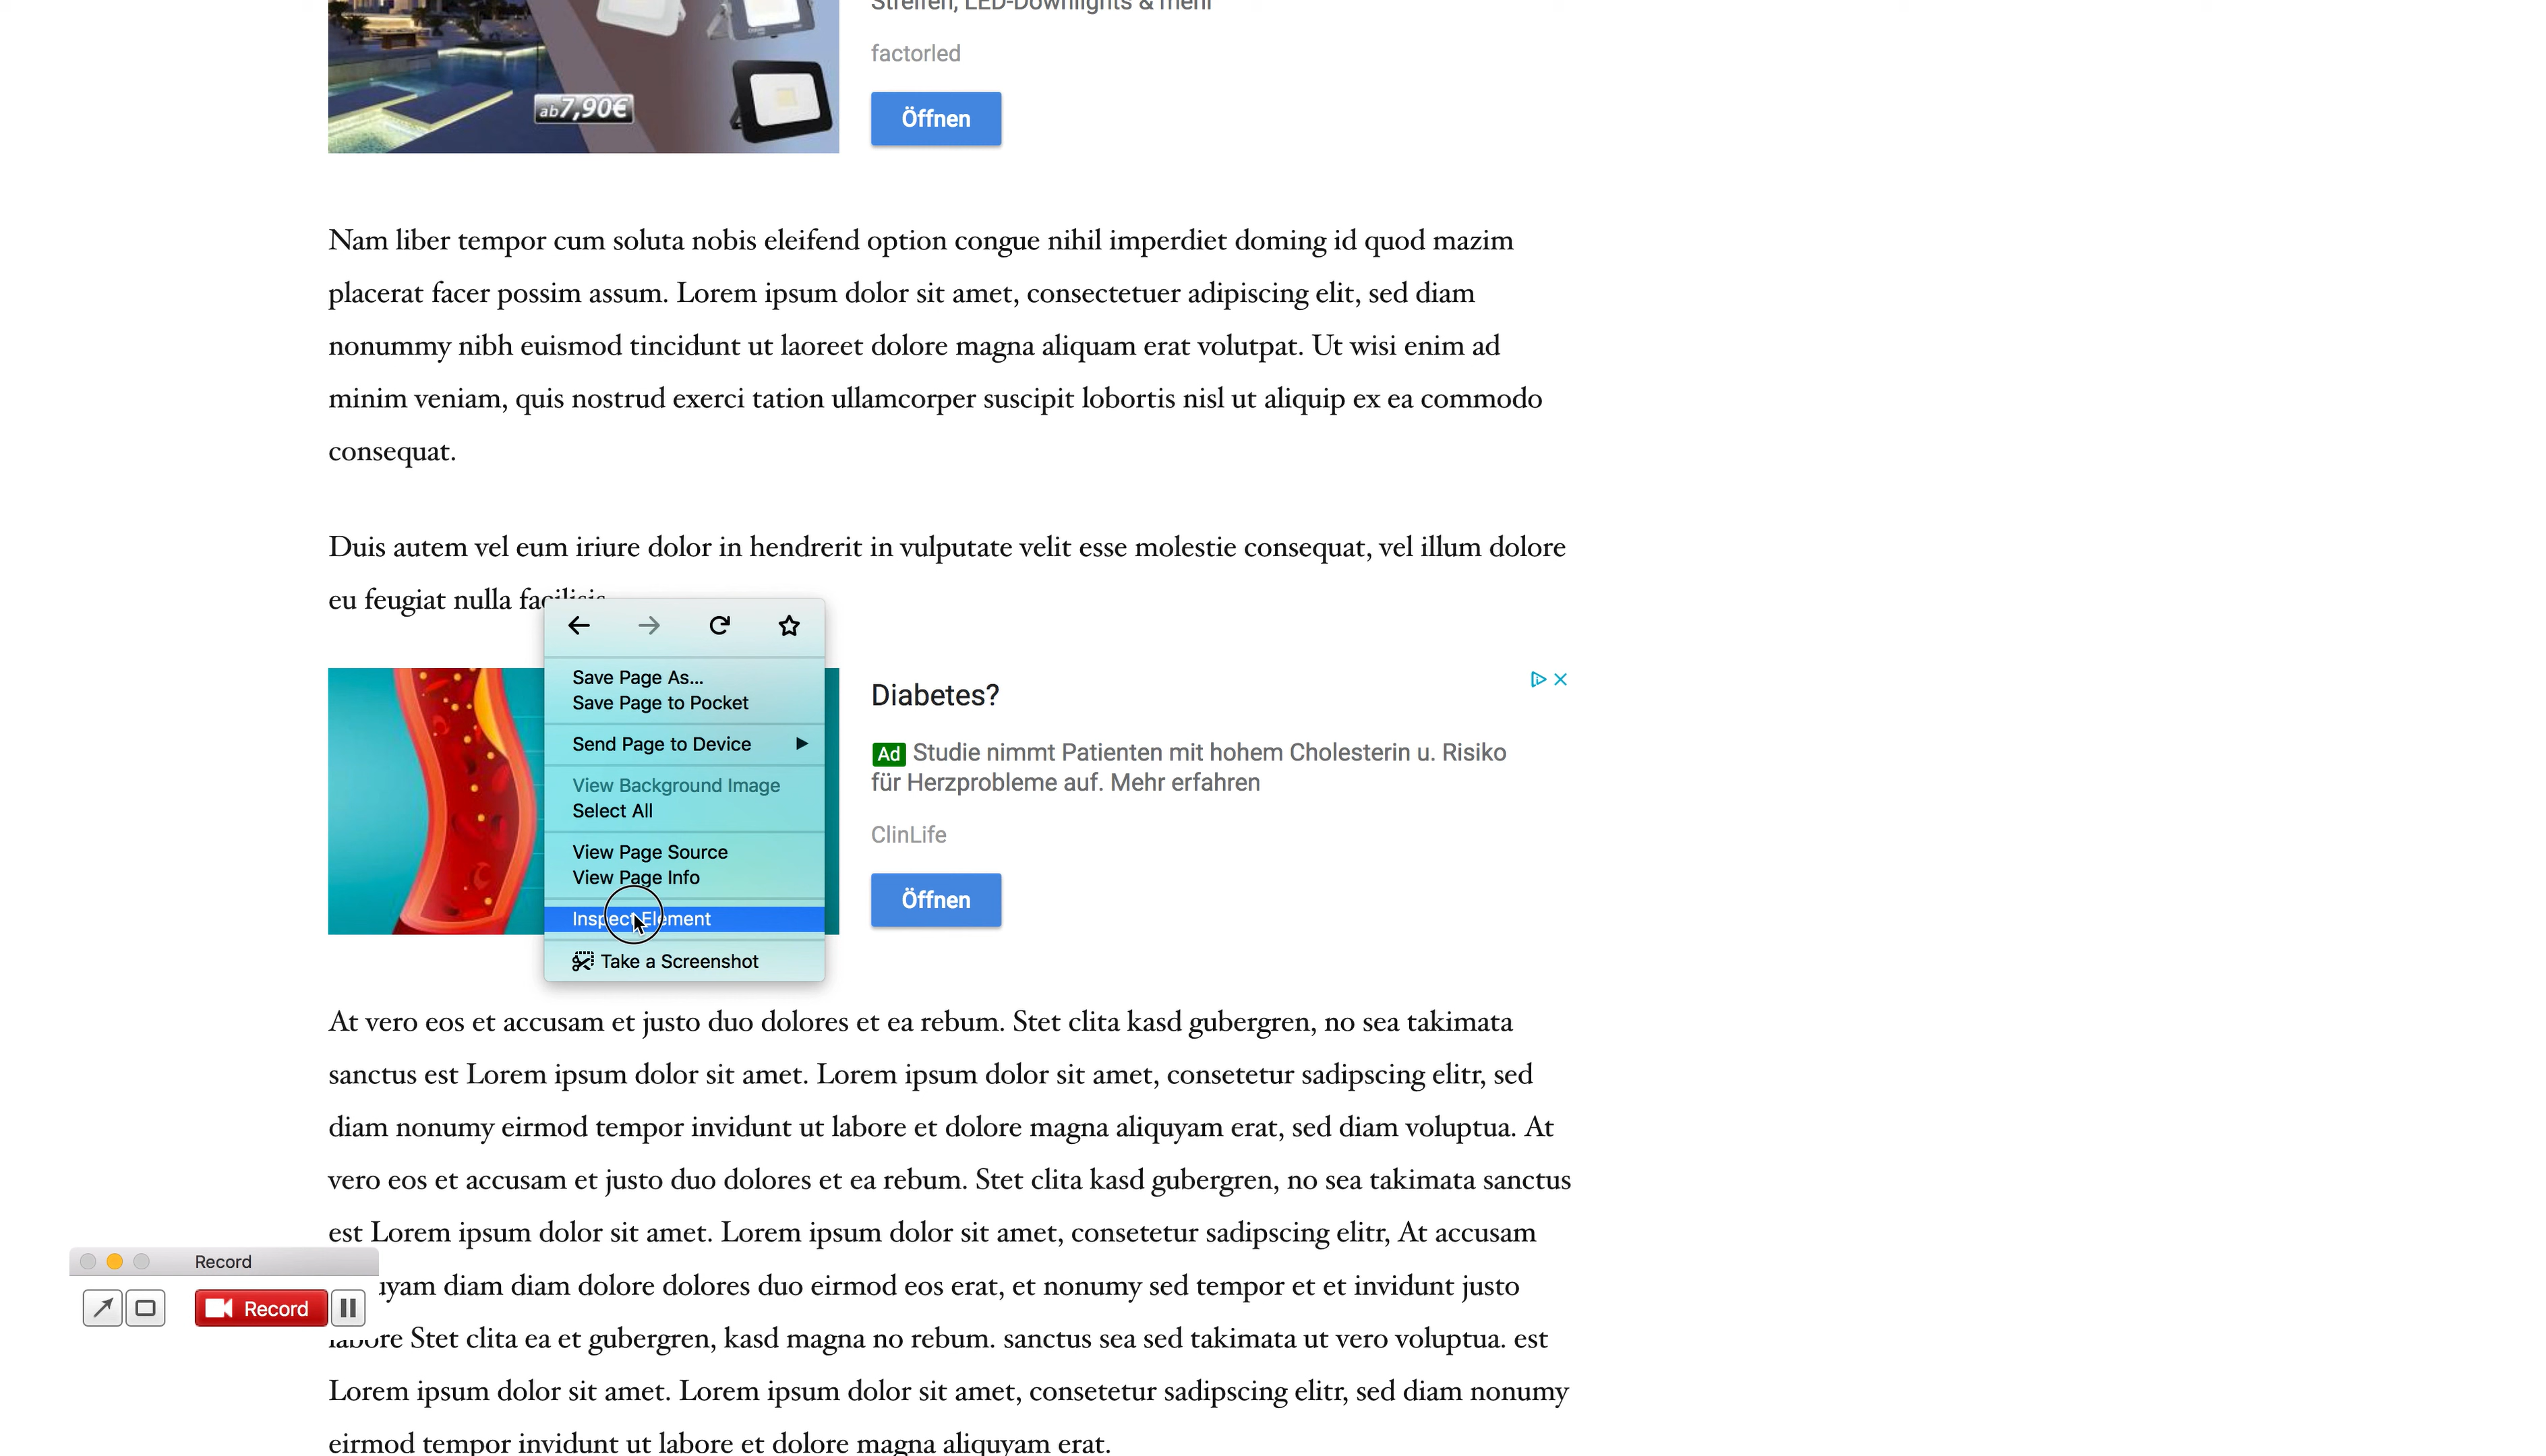 Streifen, LED-Downlights & mehr
factorled
ab7,90€
Öffnen
Nam liber tempor cum soluta nobis eleifend option congue nihil imperdiet doming id quod mazim
placerat facer possim assum. Lorem ipsum dolor sit amet, consectetuer adipiscing elit, sed diam
nonummy nibh euismod tincidunt ut laoreet dolore magna aliquam erat volutpat. Ut wisi enim ad
minim veniam, quis nostrud exerci tation ullamcorper suscipit lobortis nisl ut aliquip ex ea commodo
consequat.
Duis autem vel eum iriure dolor in hendrerit in vulputate velit esse molestie consequat, vel illum dolore
eu feugiat nulla facilisis
Save Page As...
Save Page to Pocket
Send Page to Device
View Background Image
Select All
View Page Source
View Page Info
Inspect Element
Take a Screenshot
Diabetes?
Ad Studie nimmt Patienten mit hohem Cholesterin u. Risiko
für Herzprobleme auf. Mehr erfahren
ClinLife
Öffnen
At vero eos et accusam et justo duo dolores et ea rebum. Stet clita kasd gubergren, no sea takimata
sanctus est Lorem ipsum dolor sit amet. Lorem ipsum dolor sit amet, consetetur sadipscing elitr, sed
diam nonumy eirmod tempor invidunt ut labore et dolore magna aliquyam erat, sed diam voluptua. At
vero eos et accusam et justo duo dolores et ea rebum. Stet clita kasd gubergren, no sea takimata sanctus
est Lorem ipsum dolor sit amet. Lorem ipsum dolor sit amet, consetetur sadipscing elitr, At accusam
uyam diam diam dolore dolores duo eirmod eos erat, et nonumy sed tempor et et invidunt justo
labore Stet clita ea et gubergren, kasd magna no rebum. sanctus sea sed takimata ut vero voluptua. est
Lorem ipsum dolor sit amet. Lorem ipsum dolor sit amet, consetetur sadipscing elitr, sed diam nonumy
eirmod tempor invidunt ut labore et dolore magna aliquyam erat.
Record
Record